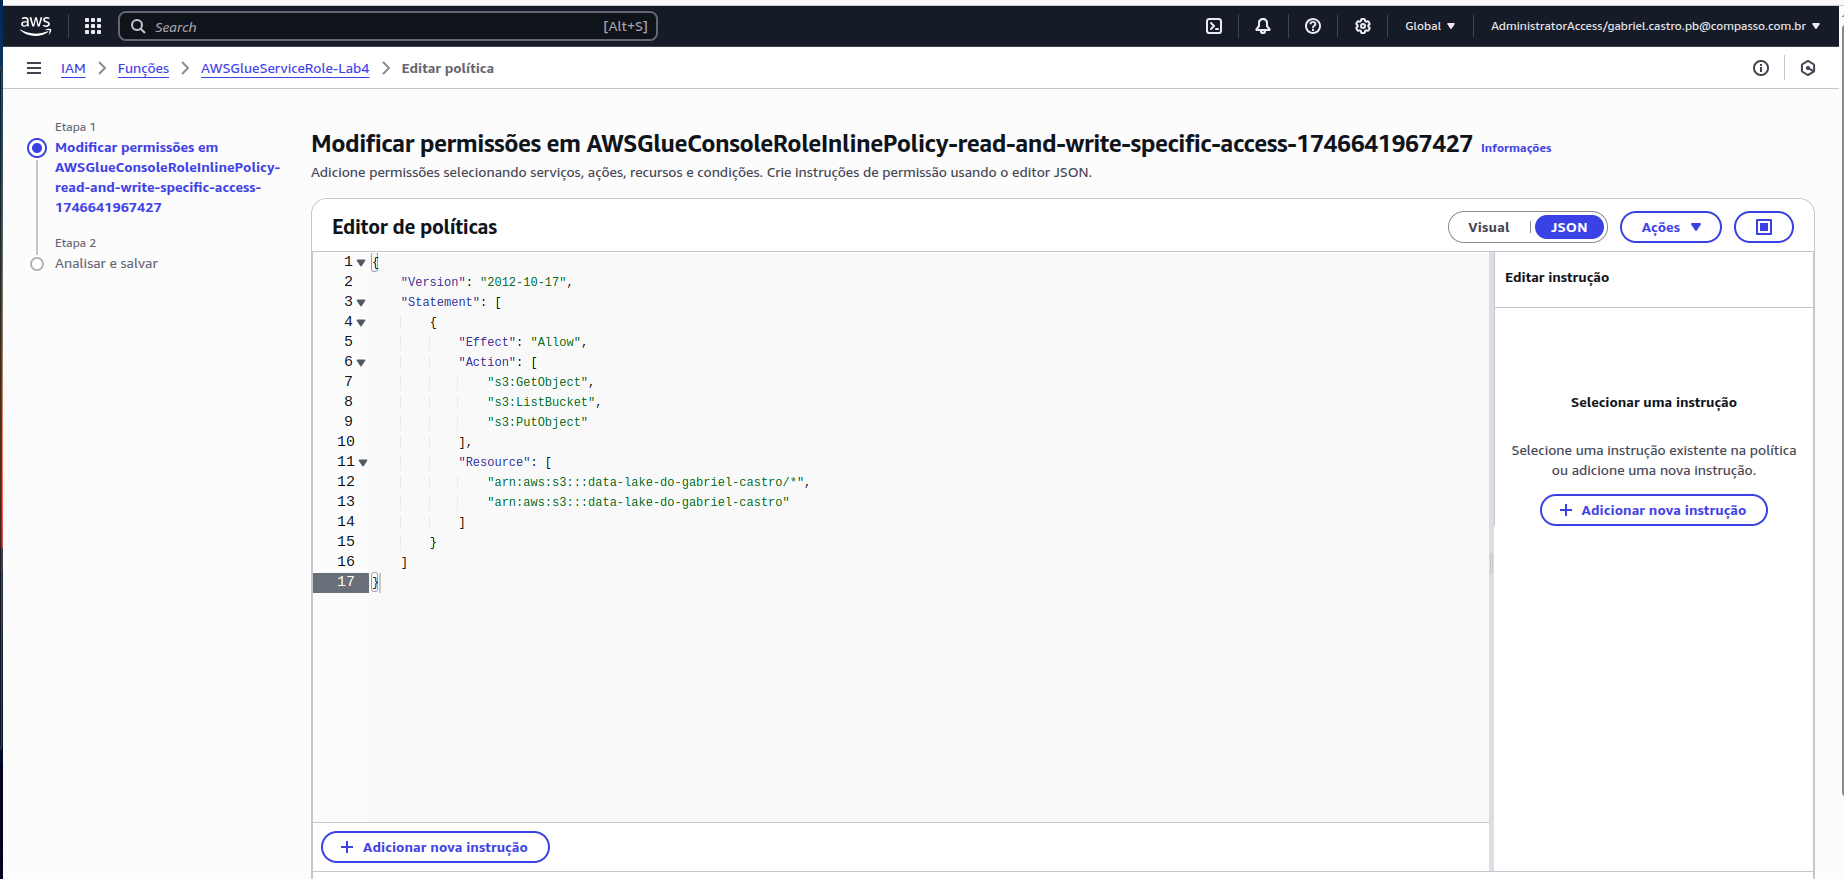 aws
Search
[Alt+S]
Global
AdministratorAccess/gabriel.castro.pb@compasso.com.br
IAM > Funções > AWSGlueServiceRole-Lab4 > Editar política
Etapa 1
Modificar permissões em
AWSGlueConsoleRoleInlinePolicy-
read-and-write-specific-access-
1746641967427
Etapa 2
Analisar e salvar
Modificar permissões em AWSGlueConsoleRoleInlinePolicy-read-and-write-specific-access-1746641967427 Informações
Adicione permissões selecionando serviços, ações, recursos e condições. Crie instruções de permissão usando o editor JSON.
Editor de políticas
Visual | JSON
Ações
1 {
2 "Version": "2012-10-17",
3 "Statement": [
4 {
5 "Effect": "Allow",
6 "Action": [
7 "s3:GetObject",
8 "s3:ListBucket",
9 "s3:PutObject"
10 ],
11 "Resource": [
12 "arn:aws:s3:::data-lake-do-gabriel-castro/*",
13 "arn:aws:s3:::data-lake-do-gabriel-castro"
14 ]
15 }
16 ]
17 }
+ Adicionar nova instrução
Editar instrução
Selecionar uma instrução
Selecione uma instrução existente na política
ou adicione uma nova instrução.
+ Adicionar nova instrução